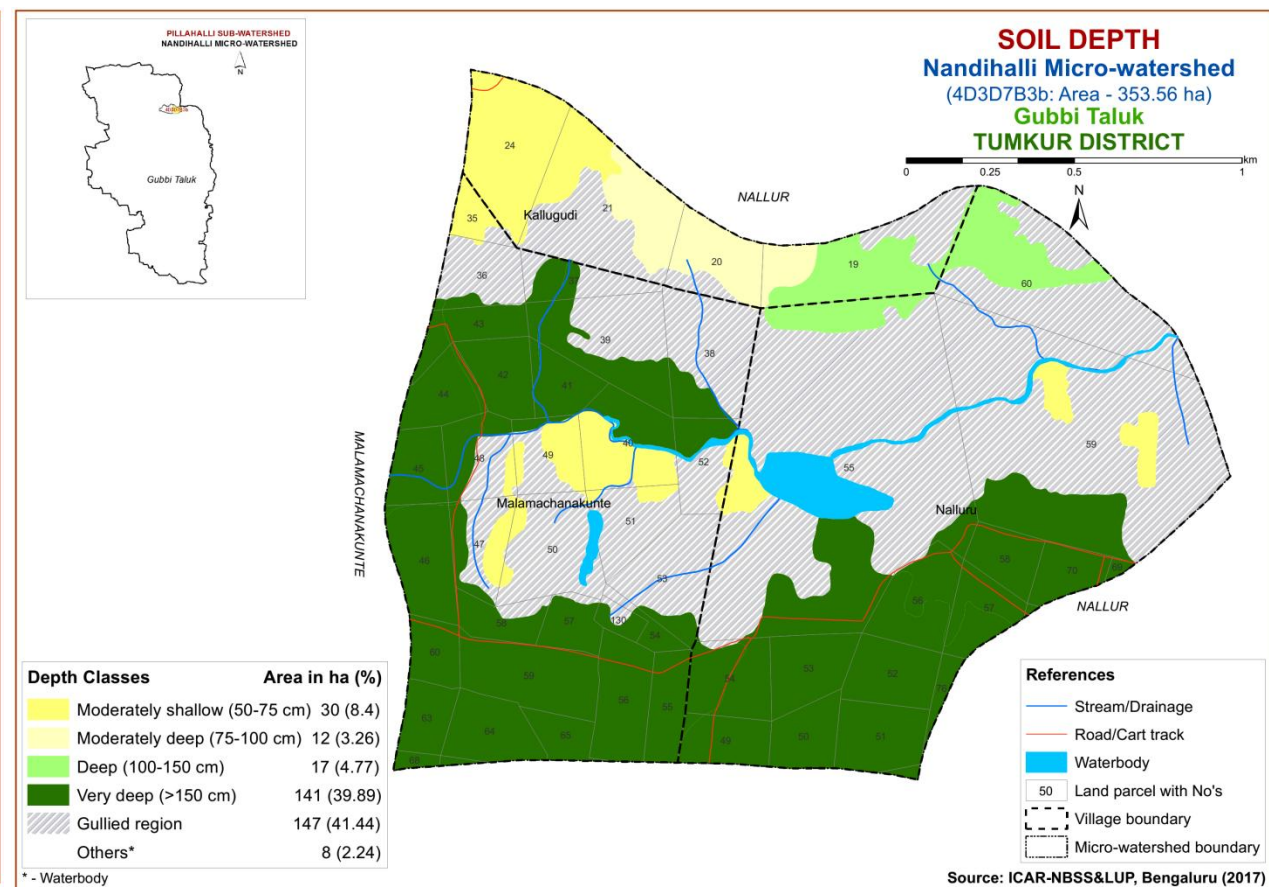 PILLAHALLI SUB-WATERSHED
NANDIHALLI MICRO-WATERSHED
N
Gubbi Taluk
SOIL DEPTH
Nandihalli Micro-watershed
(4D3D7B3b: Area - 353.56 ha)
Gubbi Taluk
TUMKUR DISTRICT
0 0.25 0.5 1 km
N
NALLUR
24
21
Kallugudi
35
20
19
60
36
43
39
38
42
41
44
40
49
48
52
59
45
55
Malamachanakunte
51
Nalluru
MALAMACHANAKUNTE
47
50
46
53
58
70
68
56
57
NALLUR
58
57
130
54
60
59
53
52
54
76
56
55
63
64
65
49
50
51
68
Depth Classes Area in ha (%)
Moderately shallow (50-75 cm) 30 (8.4)
Moderately deep (75-100 cm) 12 (3.26)
Deep (100-150 cm) 17 (4.77)
Very deep (>150 cm) 141 (39.89)
Gullied region 147 (41.44)
Others* 8 (2.24)
* - Waterbody
References
Stream/Drainage
Road/Cart track
Waterbody
50 Land parcel with No's
Village boundary
Micro-watershed boundary
Source: ICAR-NBSS&LUP, Bengaluru (2017)